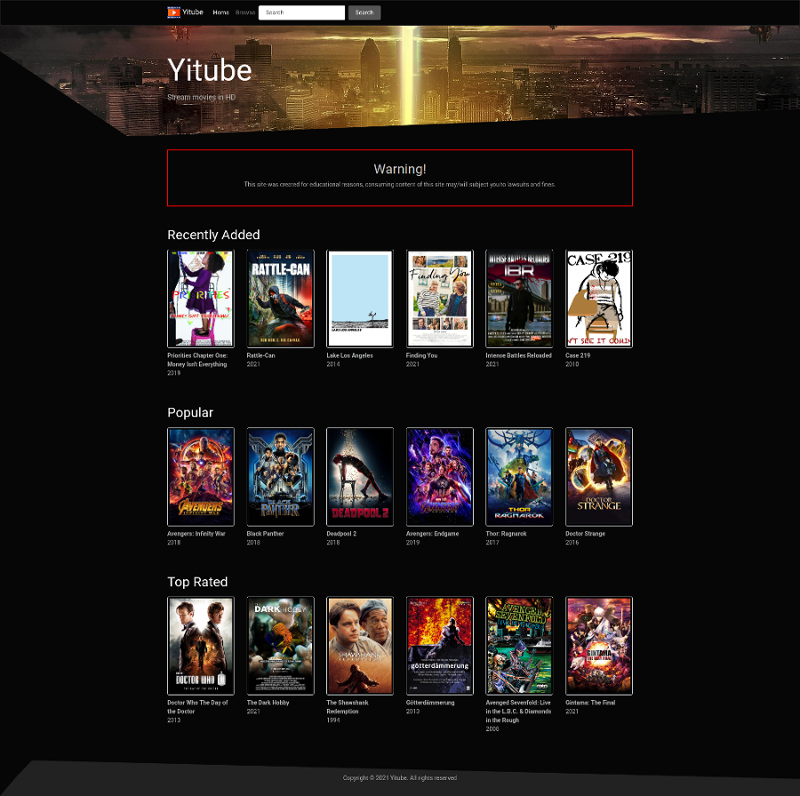 Yitube Home Browse Search Search
Yitube
Stream movies in HD
Warning!
This site was created for educational reasons, consuming content of this site may/will subject you to lawsuits and fines.
Recently Added
RATTLE-CAN
Finding You
IBR
CASE 219
Priorities Chapter One:
Money Isn't Everything
2019
Rattle-Can
2021
Lake Los Angeles
2014
Finding You
2021
Intense Battles Reloaded
2021
Case 219
2010
Popular
AVENGERS
BLACK
PANTHER
DEADPOOL 2
THOR
RAGNAROK
DOCTOR
STRANGE
Avengers: Infinity War
2018
Black Panther
2018
Deadpool 2
2018
Avengers: Endgame
2019
Thor: Ragnarok
2017
Doctor Strange
2016
Top Rated
DOCTOR WHO
DARK HOBBY
SHAWSHANK
REDEMPTION
götterdämmerung
AVENGED
SEVENFOLD
GINTAMA
THE VERY FINAL
Doctor Who The Day of
the Doctor
2013
The Dark Hobby
2021
The Shawshank
Redemption
1994
Götterdämmerung
2013
Avenged Sevenfold: Live
in the L.B.C. & Diamonds
in the Rough
2008
Gintama: The Final
2021
Copyright © 2021 Yitube. All rights reserved